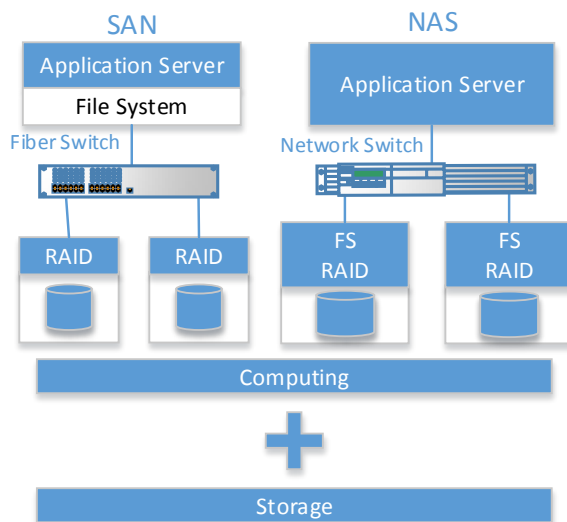 SAN
Application Server
File System
Fiber Switch
RAID
RAID
NAS
Application Server
Network Switch
FS
RAID
FS
RAID
Computing
Storage